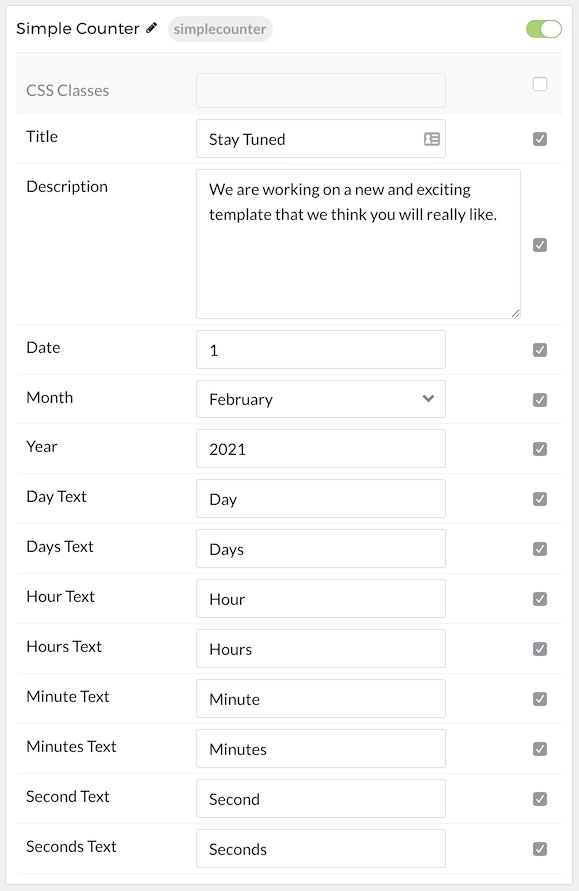 Simple Counter simplecounter
CSS Classes
Title Stay Tuned
Description We are working on a new and exciting
template that we think you will really like.
Date 1
Month February
Year 2021
Day Text Day
Days Text Days
Hour Text Hour
Hours Text Hours
Minute Text Minute
Minutes Text Minutes
Second Text Second
Seconds Text Seconds